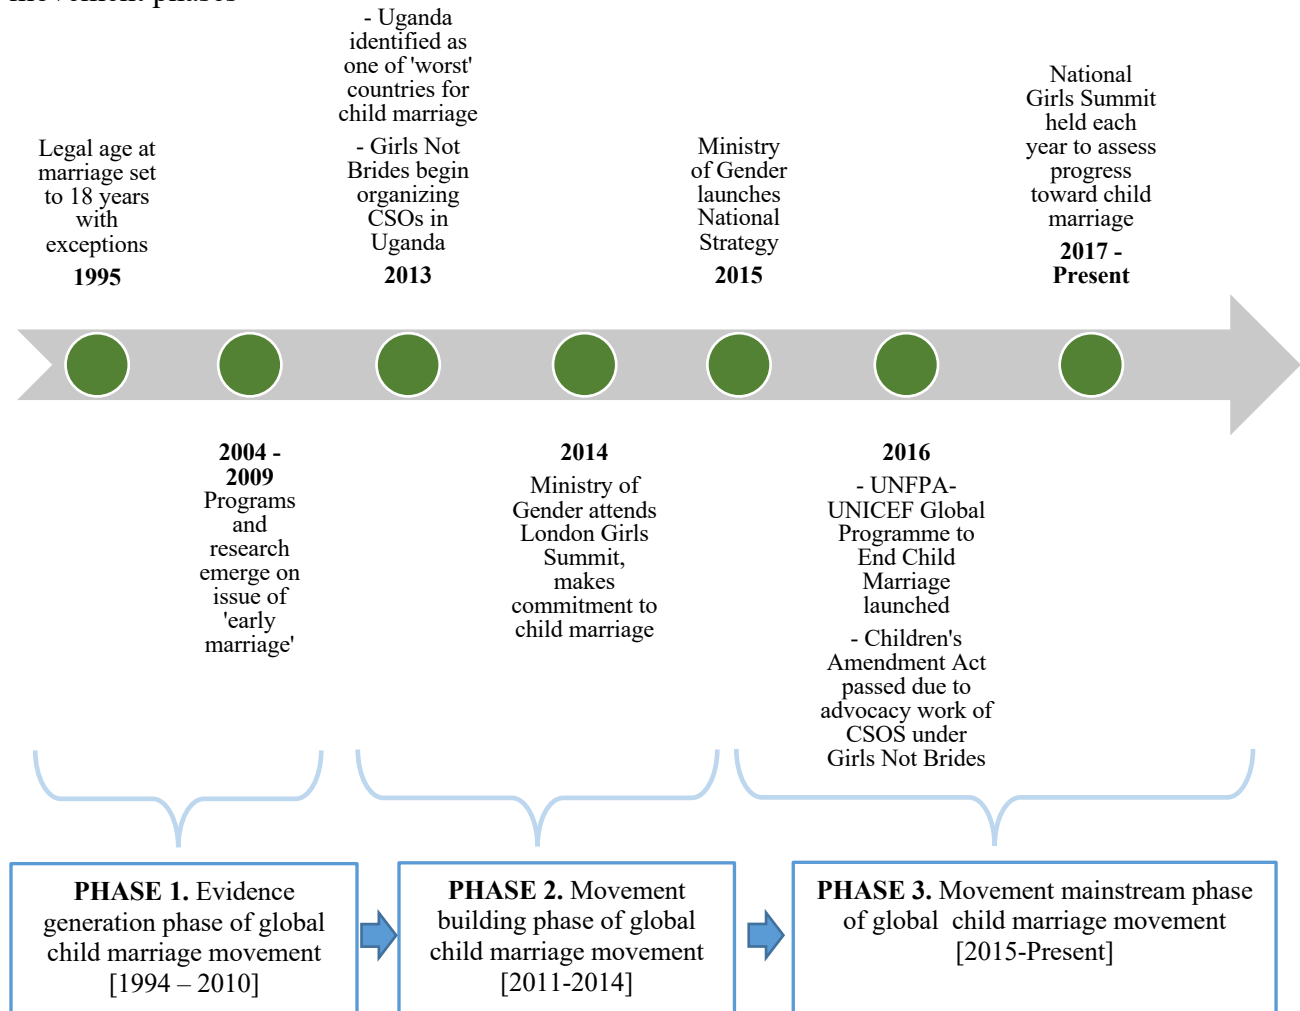 movement phases
Legal age at
marriage set
to 18 years
with
exceptions
1995
- Uganda
identified as
one of 'worst'
countries for
child marriage
- Girls Not
Brides begin
organizing
CSOs in
Uganda
2013
Ministry
of Gender
launches
National
Strategy
2015
National
Girls Summit
held each
year to assess
progress
toward child
marriage
2017 -
Present
2004 -
2009
Programs
and
research
emerge on
issue of
'early
marriage'
2014
Ministry of
Gender attends
London Girls
Summit,
makes
commitment to
child marriage
2016
- UNFPA-
UNICEF Global
Programme to
End Child
Marriage
launched
- Children's
Amendment Act
passed due to
advocacy work of
CSOS under
Girls Not Brides
PHASE 1. Evidence
generation phase of global
child marriage movement
[1994 – 2010]
PHASE 2. Movement
building phase of global
child marriage movement
[2011-2014]
PHASE 3. Movement mainstream phase
of global child marriage movement
[2015-Present]